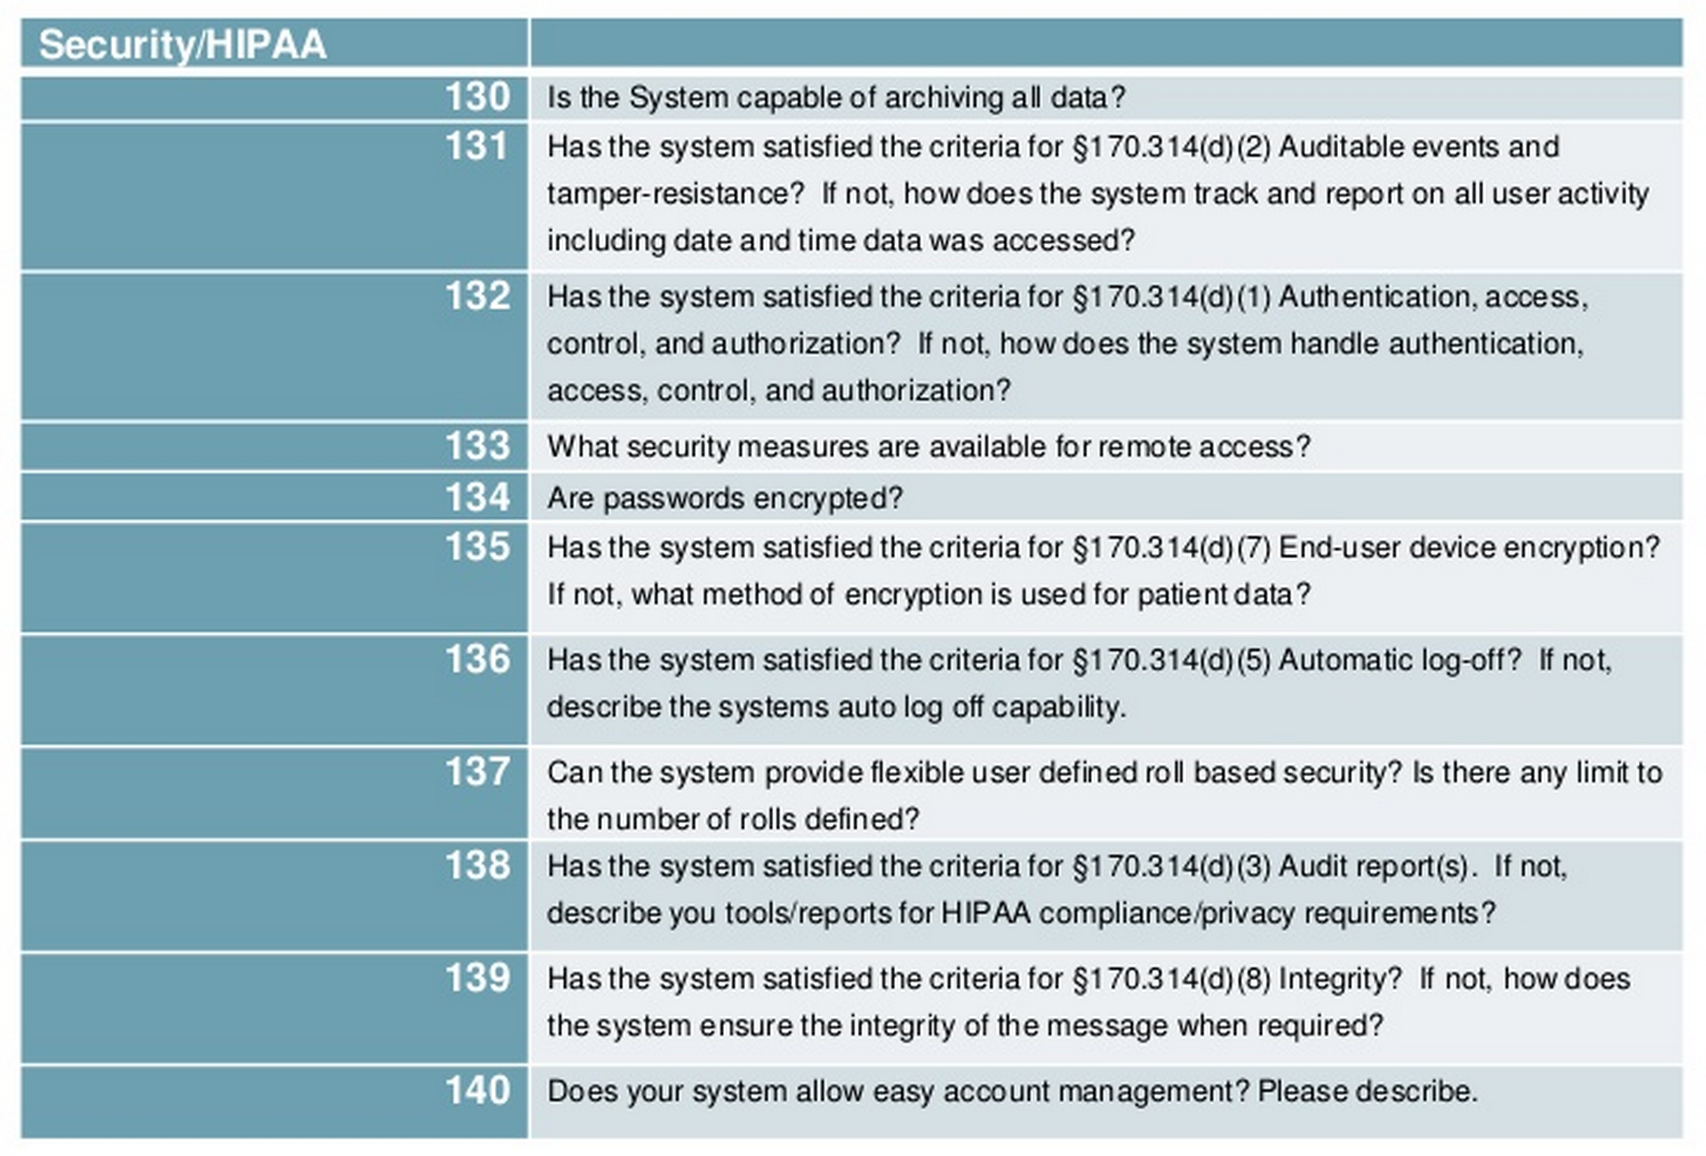 Security/HIPAA
130 Is the System capable of archiving all data?
131 Has the system satisfied the criteria for §170.314(d)(2) Auditable events and
tamper-resistance?  If not, how does the system track and report on all user activity
including date and time data was accessed?
132 Has the system satisfied the criteria for §170.314(d)(1) Authentication, access,
control, and authorization?  If not, how does the system handle authentication,
access, control, and authorization?
133 What security measures are available for remote access?
134 Are passwords encrypted?
135 Has the system satisfied the criteria for §170.314(d)(7) End-user device encryption?
If not, what method of encryption is used for patient data?
136 Has the system satisfied the criteria for §170.314(d)(5) Automatic log-off?  If not,
describe the systems auto log off capability.
137 Can the system provide flexible user defined roll based security? Is there any limit to
the number of rolls defined?
138 Has the system satisfied the criteria for §170.314(d)(3) Audit report(s).  If not,
describe you tools/reports for HIPAA compliance/privacy requirements?
139 Has the system satisfied the criteria for §170.314(d)(8) Integrity?  If not, how does
the system ensure the integrity of the message when required?
140 Does your system allow easy account management? Please describe.